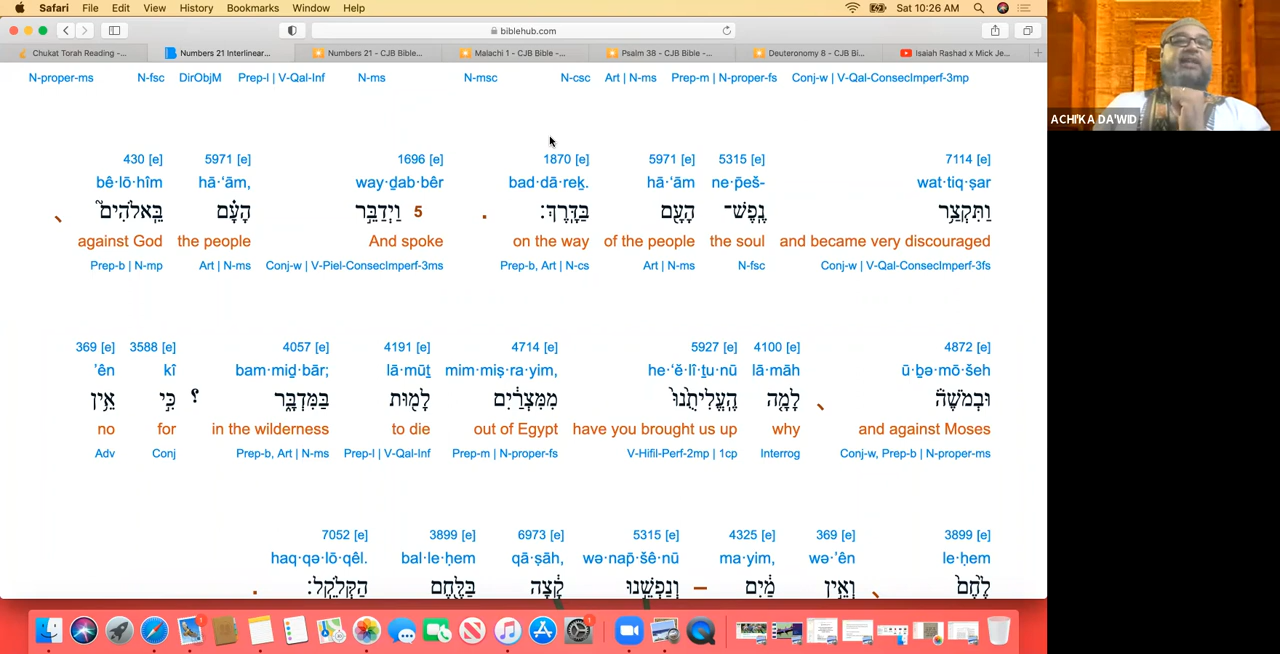 Safari File Edit View History Bookmarks Window Help Sat 10:26 AM
biblehub.com
Chukat Torah Reading -... Numbers 21 Interlinear... Numbers 21 - CJB Bible... Malachi 1 - CJB Bible -... Psalm 38 - CJB Bible -... Deuteronomy 8 - CJB Bi... Isaiah Rashad x Mick Je...
N-proper-ms N-fsc DirObjM Prep-l | V-Qal-Inf N-ms N-msc N-csc Art | N-ms Prep-m | N-proper-fs Conj-w | V-Qal-ConsecImperf-3mp
ACHI'KA DA'WID
430 [e] 5971 [e] 1696 [e] 1870 [e] 5971 [e] 5315 [e] 7114 [e]
bê·lō·hîm hā·'ām, way·ḏab·bêr bad·dā·reḵ. hā·'ām ne·p̄eš- wat·tiq·ṣar
וַתִּקְצַ֥ר נֶֽפֶשׁ־ הָעָ֖ם בַּדָּֽרֶךְ׃ . 5 וַיְדַבֵּ֣ר הָעָ֗ם בֵּֽאלֹהִים֮ 、
against God the people And spoke on the way of the people the soul and became very discouraged
Prep-b | N-mp Art | N-ms Conj-w | V-Piel-ConsecImperf-3ms Prep-b, Art | N-cs Art | N-ms N-fsc Conj-w | V-Qal-ConsecImperf-3fs
369 [e] 3588 [e] 4057 [e] 4191 [e] 4714 [e] 5927 [e] 4100 [e] 4872 [e]
'ên kî bam·miḏ·bār; lā·mūṯ mim·miṣ·ra·yim, he·'ĕ·lî·ṯu·nū lā·māh ū·ḇə·mō·šeh
וּבְמֹשֶׁה֒ 、 לָמָ֤ה הֶֽעֱלִיתֻ֙נוּ֙ מִמִּצְרַ֔יִם לָמ֖וּת בַּמִּדְבָּ֑ר ? כִּ֣י אֵ֥ין
no for in the wilderness to die out of Egypt have you brought us up why and against Moses
Adv Conj Prep-b, Art | N-ms Prep-l | V-Qal-Inf Prep-m | N-proper-fs V-Hifil-Perf-2mp | 1cp Interrog Conj-w, Prep-b | N-proper-ms
7052 [e] 3899 [e] 6973 [e] 5315 [e] 4325 [e] 369 [e] 3899 [e]
haq·qə·lō·qêl. bal·le·ḥem qā·ṣāh, wə·nap̄·šê·nū ma·yim, wə·'ên le·ḥem
לֶ֙חֶם֙ 、 וְאֵ֣ין מַ֔יִם – וְנַפְשֵׁ֣נוּ קָ֔צָה בַּלֶּ֖חֶם הַקְּלֹקֵֽל׃ .